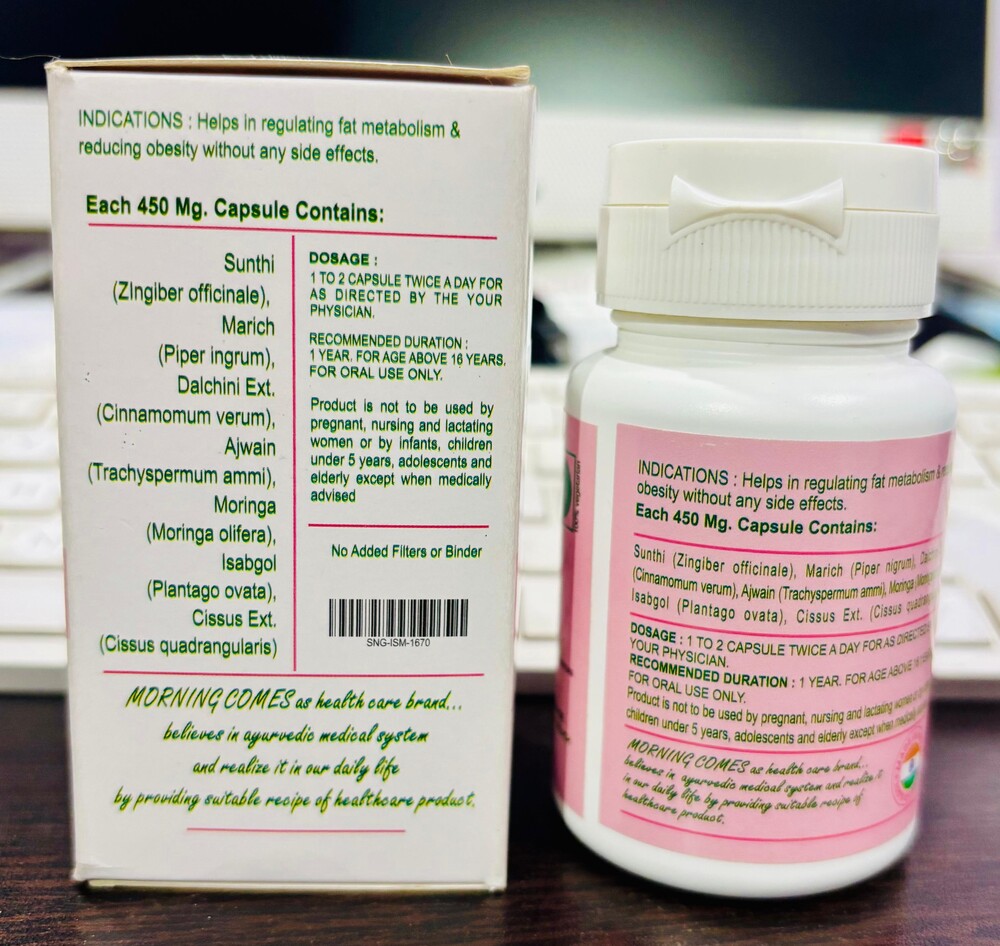 INDICATIONS : Helps in regulating fat metabolism &
reducing obesity without any side effects.
Each 450 Mg. Capsule Contains:
Sunthi
(ZIngiber officinale),
Marich
(Piper ingrum),
Dalchini Ext.
(Cinnamomum verum),
Ajwain
(Trachyspermum ammi),
Moringa
(Moringa olifera),
Isabgol
(Plantago ovata),
Cissus Ext.
(Cissus quadrangularis)
DOSAGE :
1 TO 2 CAPSULE TWICE A DAY FOR
AS DIRECTED BY THE YOUR
PHYSICIAN.
RECOMMENDED DURATION :
1 YEAR. FOR AGE ABOVE 16 YEARS.
FOR ORAL USE ONLY.
Product is not to be used by
pregnant, nursing and lactating
women or by infants, children
under 5 years, adolescents and
elderly except when medically
advised
No Added Filters or Binder
SNG-ISM-1670
MORNING COMES as health care brand...
believes in ayurvedic medical system
and realize it in our daily life
by providing suitable recipe of healthcare product.
100% vegetarian
INDICATIONS : Helps in regulating fat metabolism &
obesity without any side effects.
Each 450 Mg. Capsule Contains:
Sunthi (Zingiber officinale), Marich (Piper nigrum),
(Cinnamomum verum), Ajwain (Trachyspermum ammi), Moringa
Isabgol (Plantago ovata), Cissus Ext. (Cissus
DOSAGE : 1 TO 2 CAPSULE TWICE A DAY FOR AS DIRECTED
YOUR PHYSICIAN.
RECOMMENDED DURATION : 1 YEAR. FOR AGE ABOVE 16
FOR ORAL USE ONLY.
Product is not to be used by pregnant, nursing and lactating women
children under 5 years, adolescents and elderly except when
MORNING COMES as health care brand...
believes in ayurvedic medical system and realize it
in our daily life by providing suitable recipe of
healthcare product.